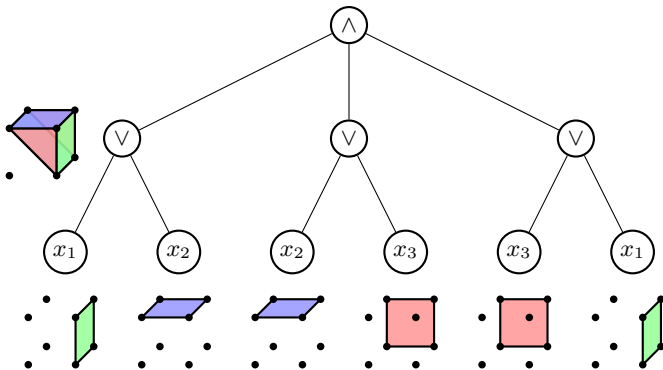 ∧
∨ ∨ ∨
x₁ x₂ x₂ x₃ x₃ x₁